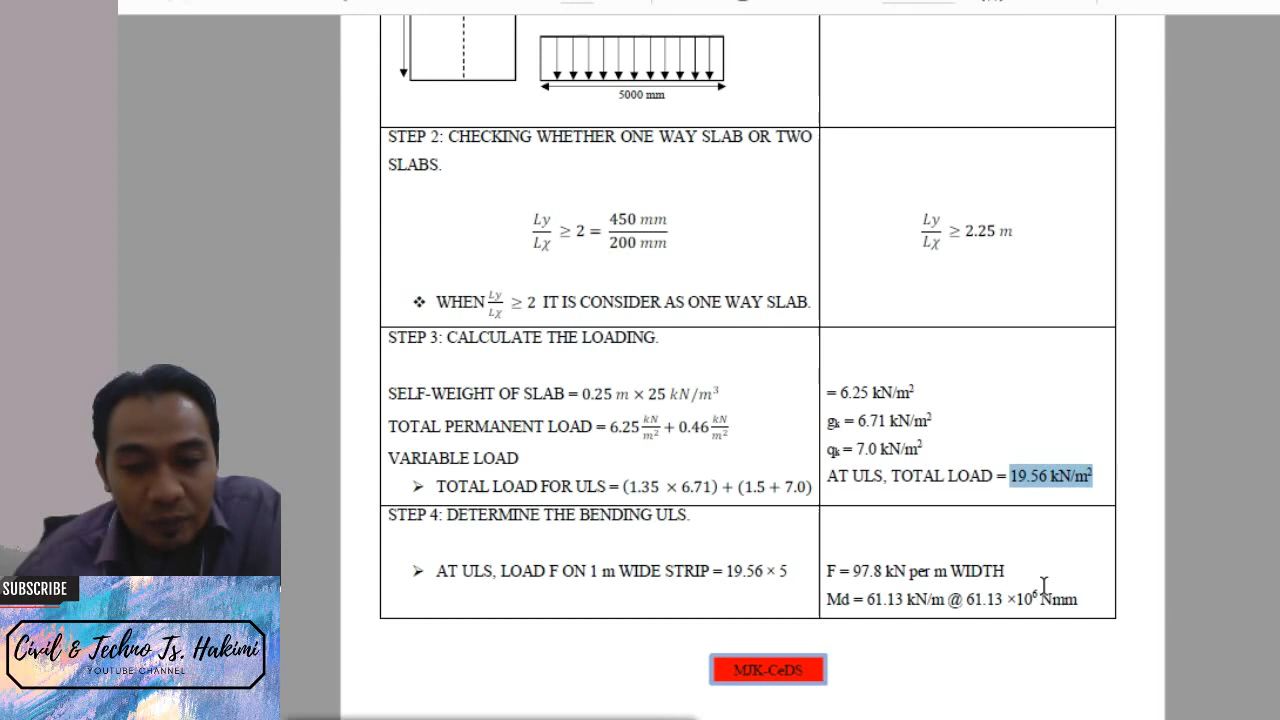 5000 mm
STEP 2: CHECKING WHETHER ONE WAY SLAB OR TWO
SLABS.
Ly/Lχ ≥ 2 = 450 mm/200 mm
Ly/Lχ ≥ 2.25 m
❖ WHEN Ly/Lχ ≥ 2 IT IS CONSIDER AS ONE WAY SLAB.
STEP 3: CALCULATE THE LOADING.
SELF-WEIGHT OF SLAB = 0.25 m × 25 kN/m³
= 6.25 kN/m²
TOTAL PERMANENT LOAD = 6.25 kN/m² + 0.46 kN/m²
gk = 6.71 kN/m²
VARIABLE LOAD
qk = 7.0 kN/m²
➢ TOTAL LOAD FOR ULS = (1.35 × 6.71) + (1.5 + 7.0)
AT ULS, TOTAL LOAD = 19.56 kN/m²
STEP 4: DETERMINE THE BENDING ULS.
➢ AT ULS, LOAD F ON 1 m WIDE STRIP = 19.56 × 5
F = 97.8 kN per m WIDTH
Md = 61.13 kN/m @ 61.13 ×10⁶ Nmm
MJK-CeDS
SUBSCRIBE
Civil & Techno Ts. Hakimi
YOUTUBE CHANNEL